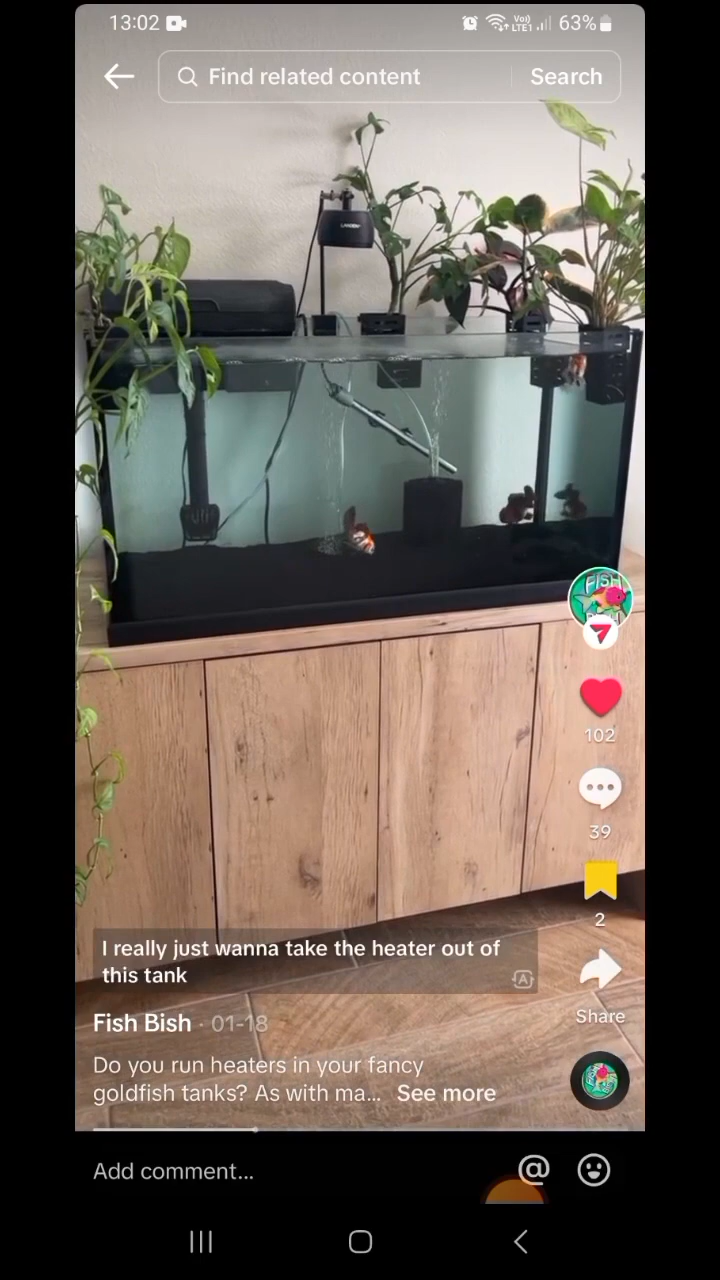 13:02
Vo) LTE1 63%
Find related content Search
FISH
102
39
I really just wanna take the heater out of
this tank
A
2
Fish Bish · 01-18
Share
Do you run heaters in your fancy
goldfish tanks? As with ma... See more
Add comment... @